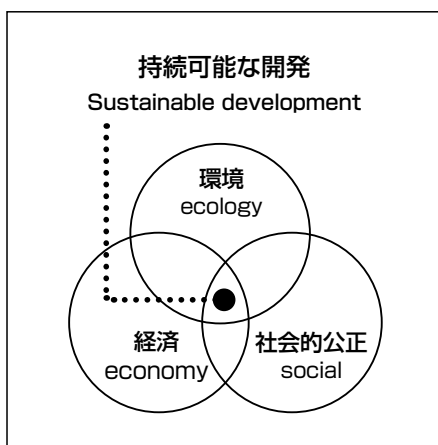 持続可能な開発
Sustainable development
環境
ecology
経済
economy
社会的公正
social